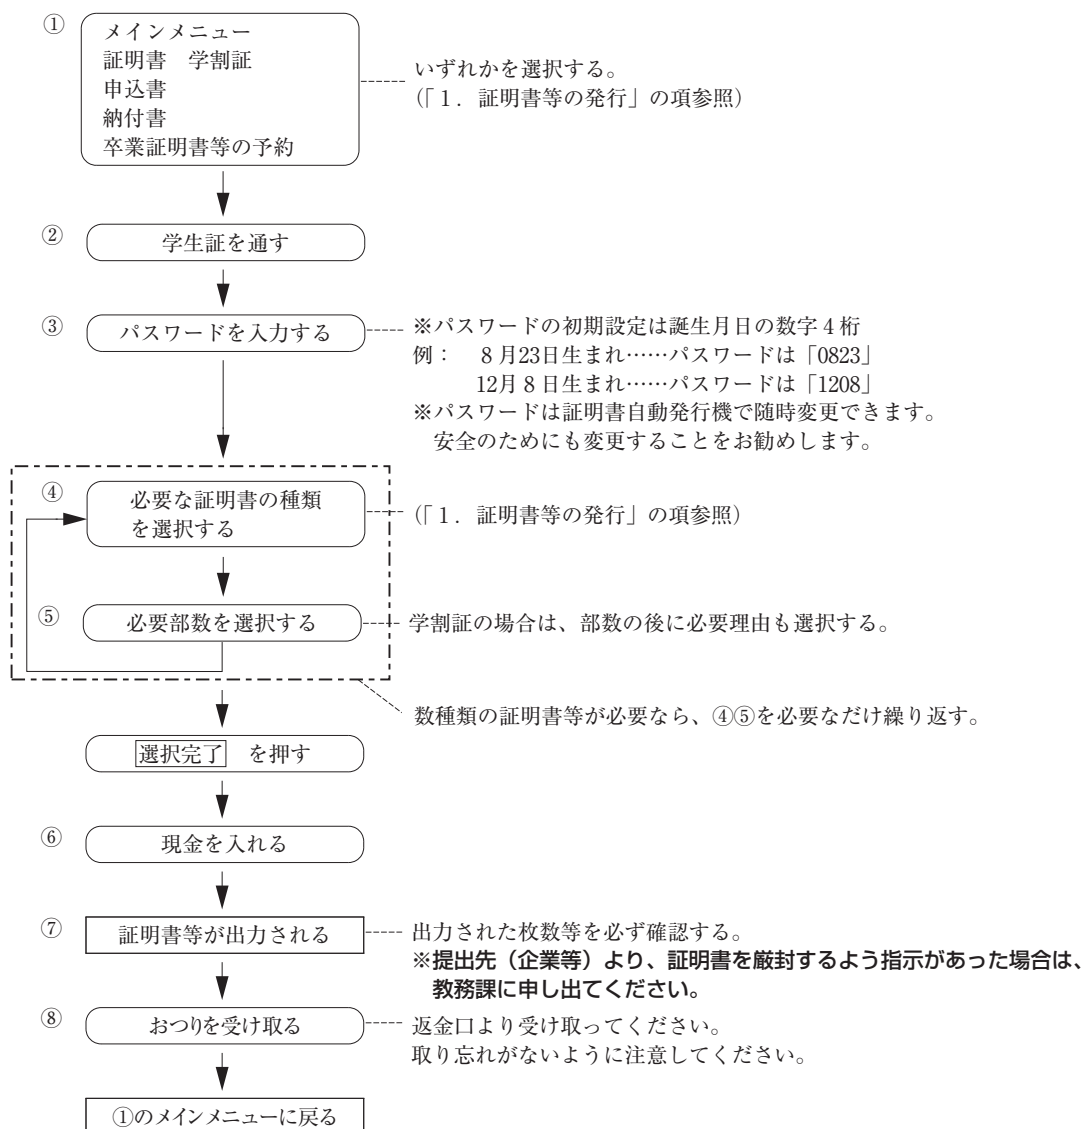 ①
メインメニュー
証明書　学割証
申込書
納付書
卒業証明書等の予約
いずれかを選択する。
(「１．証明書等の発行」の項参照)
②
学生証を通す
③
パスワードを入力する
※パスワードの初期設定は誕生月日の数字４桁
例：　８月23日生まれ……パスワードは「0823」
12月８日生まれ……パスワードは「1208」
※パスワードは証明書自動発行機で随時変更できます。
安全のためにも変更することをお勧めします。
④
必要な証明書の種類
を選択する
(「１．証明書等の発行」の項参照)
⑤
必要部数を選択する
学割証の場合は、部数の後に必要理由も選択する。
数種類の証明書等が必要なら、④⑤を必要なだけ繰り返す。
選択完了　を押す
⑥
現金を入れる
⑦
証明書等が出力される
出力された枚数等を必ず確認する。
※提出先（企業等）より、証明書を厳封するよう指示があった場合は、
教務課に申し出てください。
⑧
おつりを受け取る
返金口より受け取ってください。
取り忘れがないように注意してください。
①のメインメニューに戻る